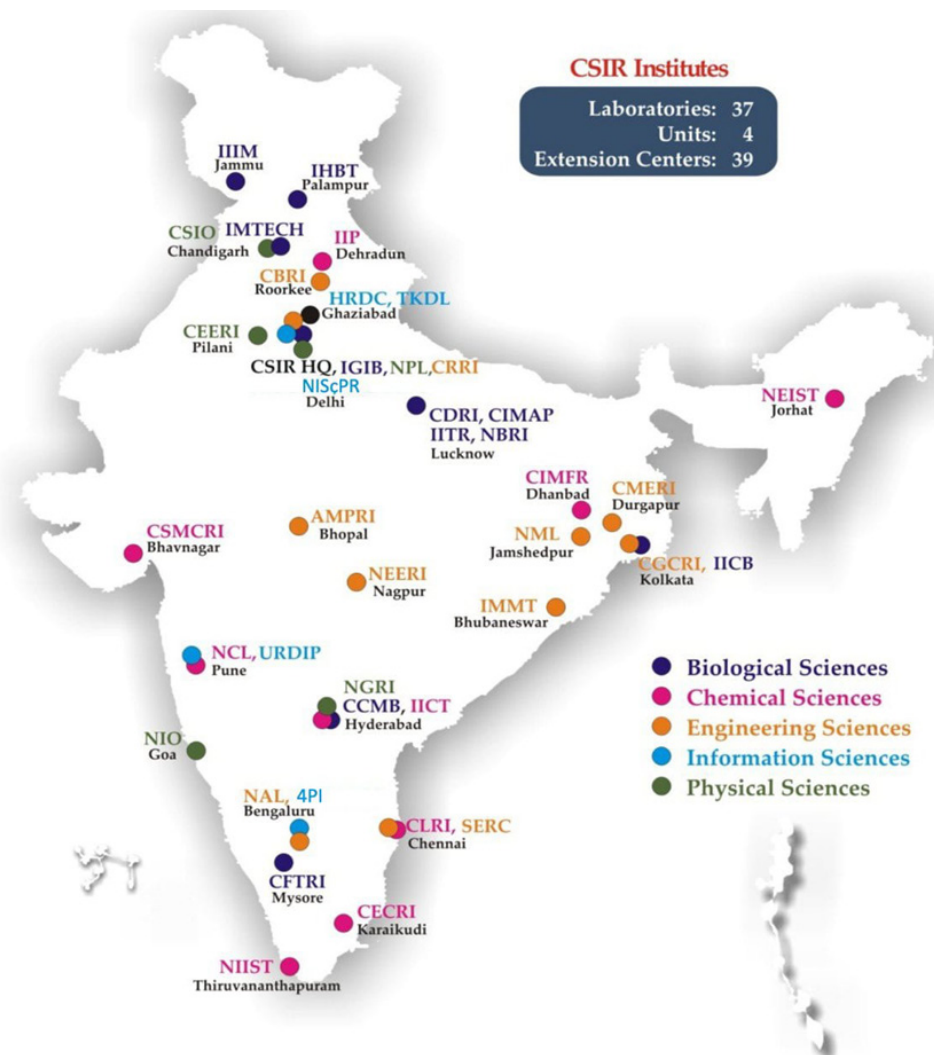 CSIR Institutes
Laboratories: 37
Units: 4
Extension Centers: 39
IIIM
Jammu
IHBT
Palampur
CSIO IMTECH
Chandigarh
IIP
Dehradun
CBRI
Roorkee
HRDC, TKDL
Ghaziabad
CEERI
Pilani
CSIR HQ, IGIB, NPL, CRRI
NISçPR
Delhi
CDRI, CIMAP
IITR, NBRI
Lucknow
NEIST
Jorhat
CIMFR
Dhanbad
CMERI
Durgapur
AMPRI
Bhopal
NML
Jamshedpur
CSMCRI
Bhavnagar
CGCRI, IICB
Kolkata
NEERI
Nagpur
IMMT
Bhubaneswar
NCL, URDIP
Pune
NGRI
CCMB, IICT
Hyderabad
NIO
Goa
Biological Sciences
Chemical Sciences
Engineering Sciences
Information Sciences
Physical Sciences
NAL, 4PI
Bengaluru
CLRI, SERC
Chennai
CFTRI
Mysore
CECRI
Karaikudi
NIIST
Thiruvananthapuram